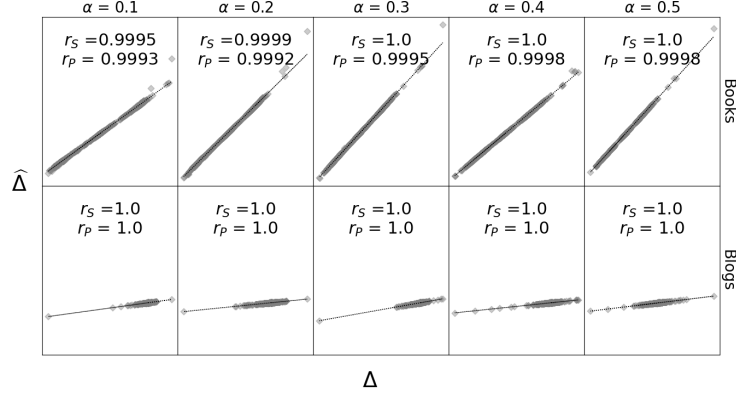 α = 0.1
α = 0.2
α = 0.3
α = 0.4
α = 0.5
r_S =0.9995
r_P = 0.9993
r_S =0.9999
r_P = 0.9992
r_S =1.0
r_P = 0.9995
r_S =1.0
r_P = 0.9998
r_S =1.0
r_P = 0.9998
Books
Δ̂
r_S =1.0
r_P = 1.0
r_S =1.0
r_P = 1.0
r_S =1.0
r_P = 1.0
r_S =1.0
r_P = 1.0
r_S =1.0
r_P = 1.0
Blogs
Δ